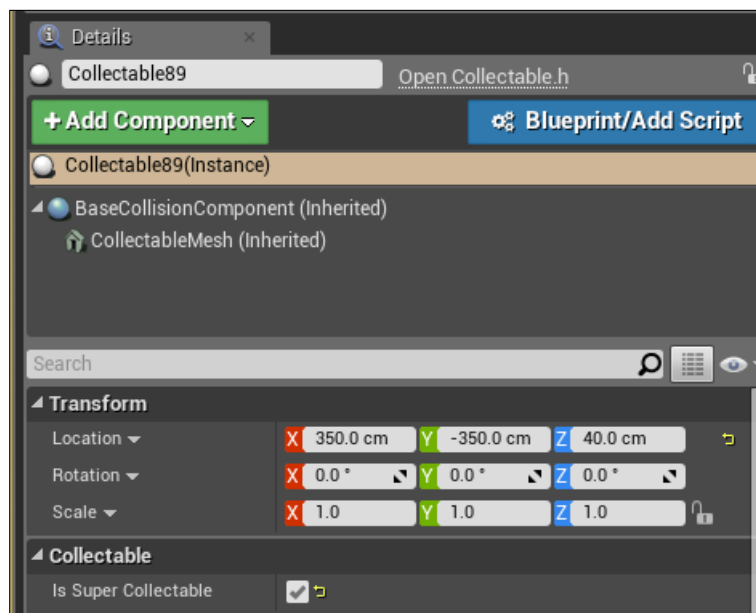 Details
Collectable89
Open Collectable.h
+ Add Component
Blueprint/Add Script
Collectable89(Instance)
BaseCollisionComponent (Inherited)
CollectableMesh (Inherited)
Search
Transform
Location X 350.0 cm Y -350.0 cm Z 40.0 cm
Rotation X 0.0 ° Y 0.0 ° Z 0.0 °
Scale X 1.0 Y 1.0 Z 1.0
Collectable
Is Super Collectable